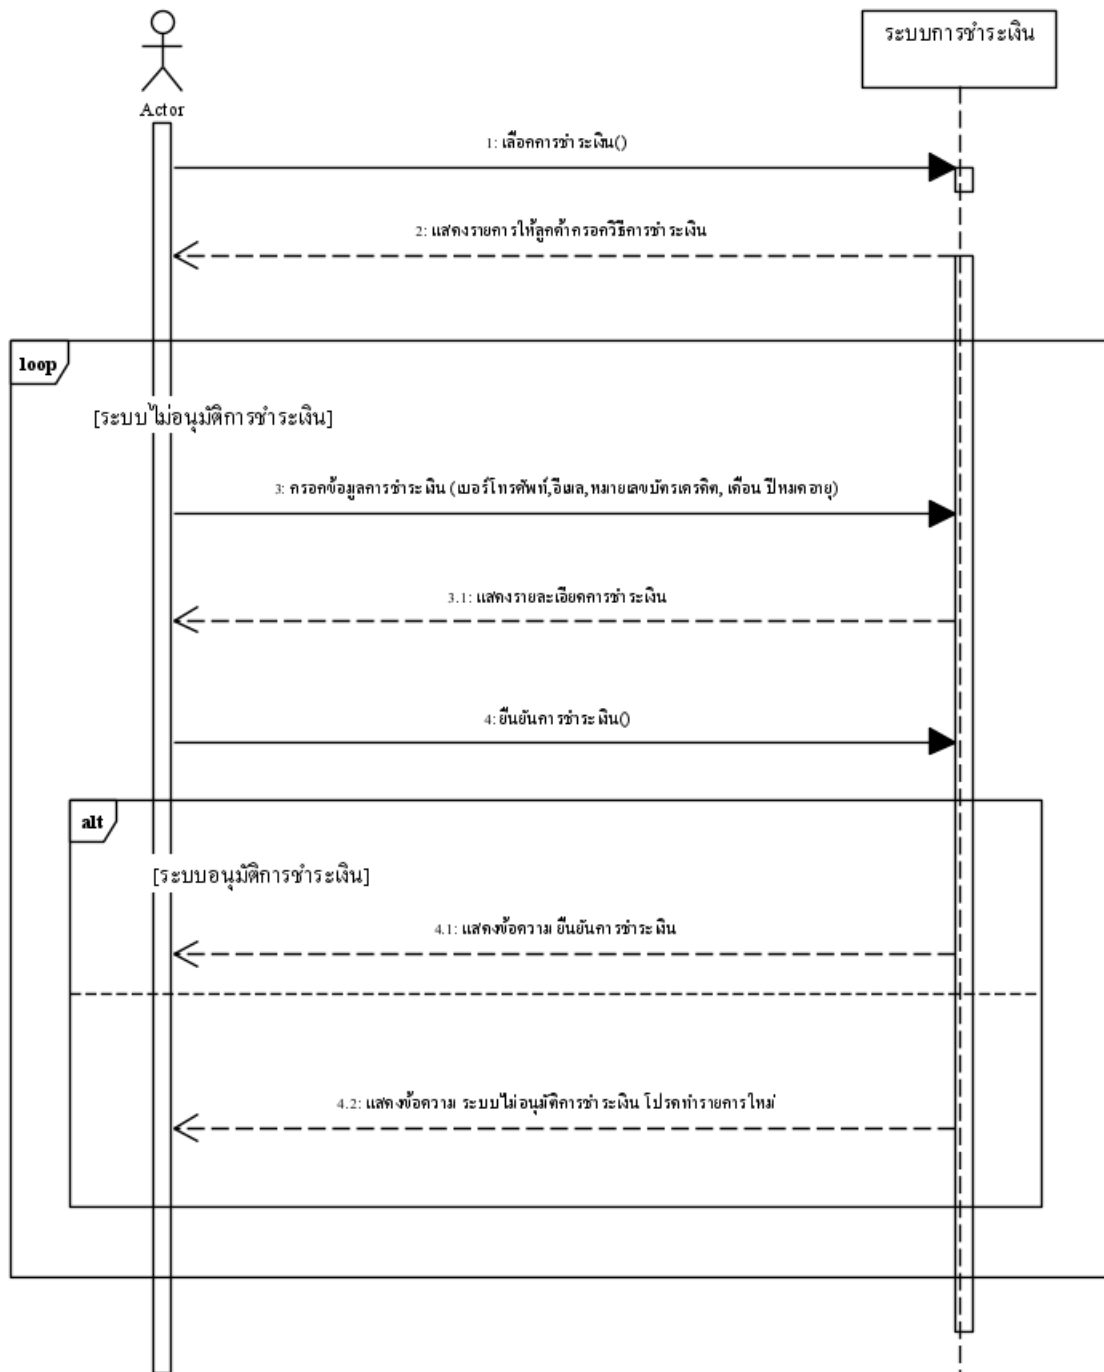 ระบบการชำระเงิน
Actor
1: เลือกการชำระเงิน()
2: แสดงรายการให้ลูกค้ากรอกวิธีการชำระเงิน
loop
[ระบบไม่อนุมัติการชำระเงิน]
3: กรอกข้อมูลการชำระเงิน (เบอร์โทรศัพท์,อีเมล,หมายเลขบัตรเครดิต, เดือน ปีหมดอายุ)
3.1: แสดงรายละเอียดการชำระเงิน
4: ยืนยันการชำระเงิน()
alt
[ระบบอนุมัติการชำระเงิน]
4.1: แสดงข้อความ ยืนยันการชำระเงิน
4.2: แสดงข้อความ ระบบไม่อนุมัติการชำระเงิน โปรดทำรายการใหม่